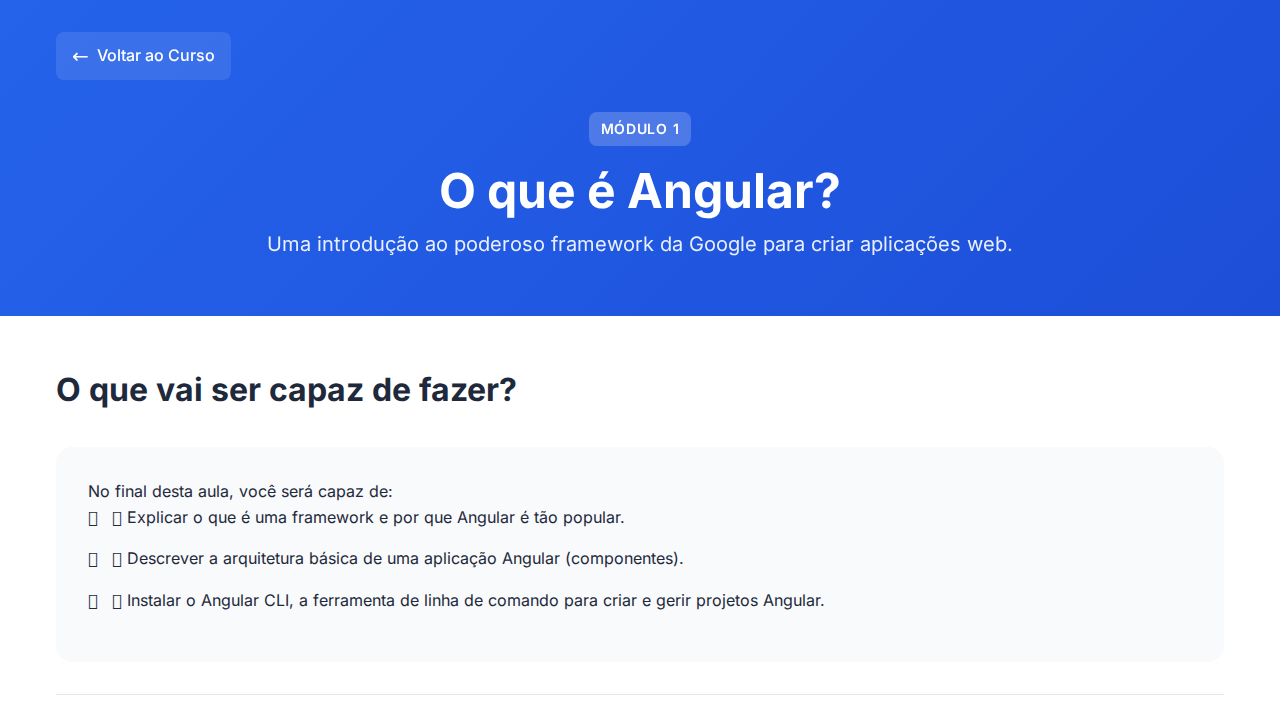 ← Voltar ao Curso
MÓDULO 1
O que é Angular?
Uma introdução ao poderoso framework da Google para criar aplicações web.
O que vai ser capaz de fazer?
No final desta aula, você será capaz de:
Explicar o que é uma framework e por que Angular é tão popular.
Descrever a arquitetura básica de uma aplicação Angular (componentes).
Instalar o Angular CLI, a ferramenta de linha de comando para criar e gerir projetos Angular.